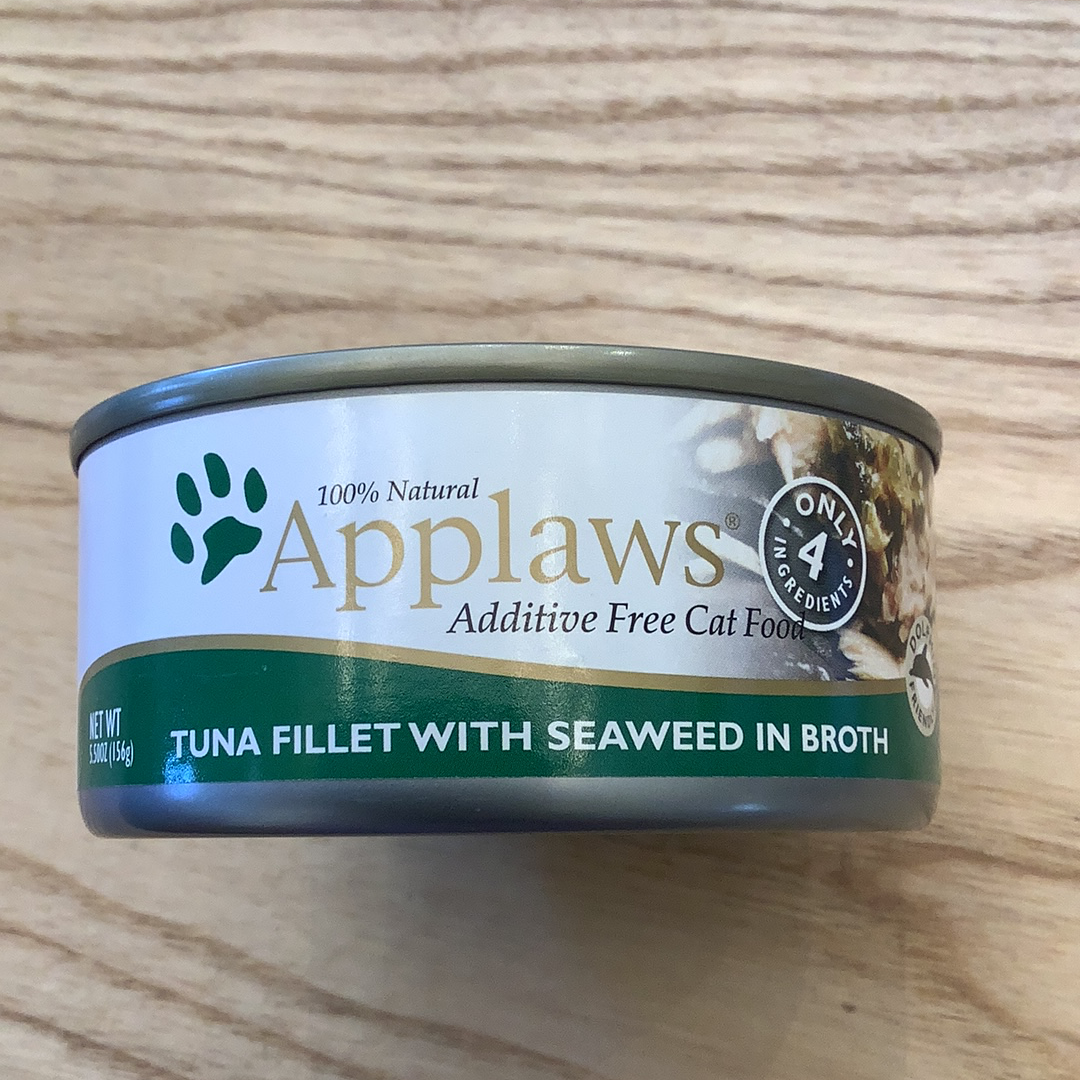 100% Natural
Applaws®
Additive Free Cat Food
ONLY
4
INGREDIENTS
NET WT
5.50OZ (156g)
TUNA FILLET WITH SEAWEED IN BROTH